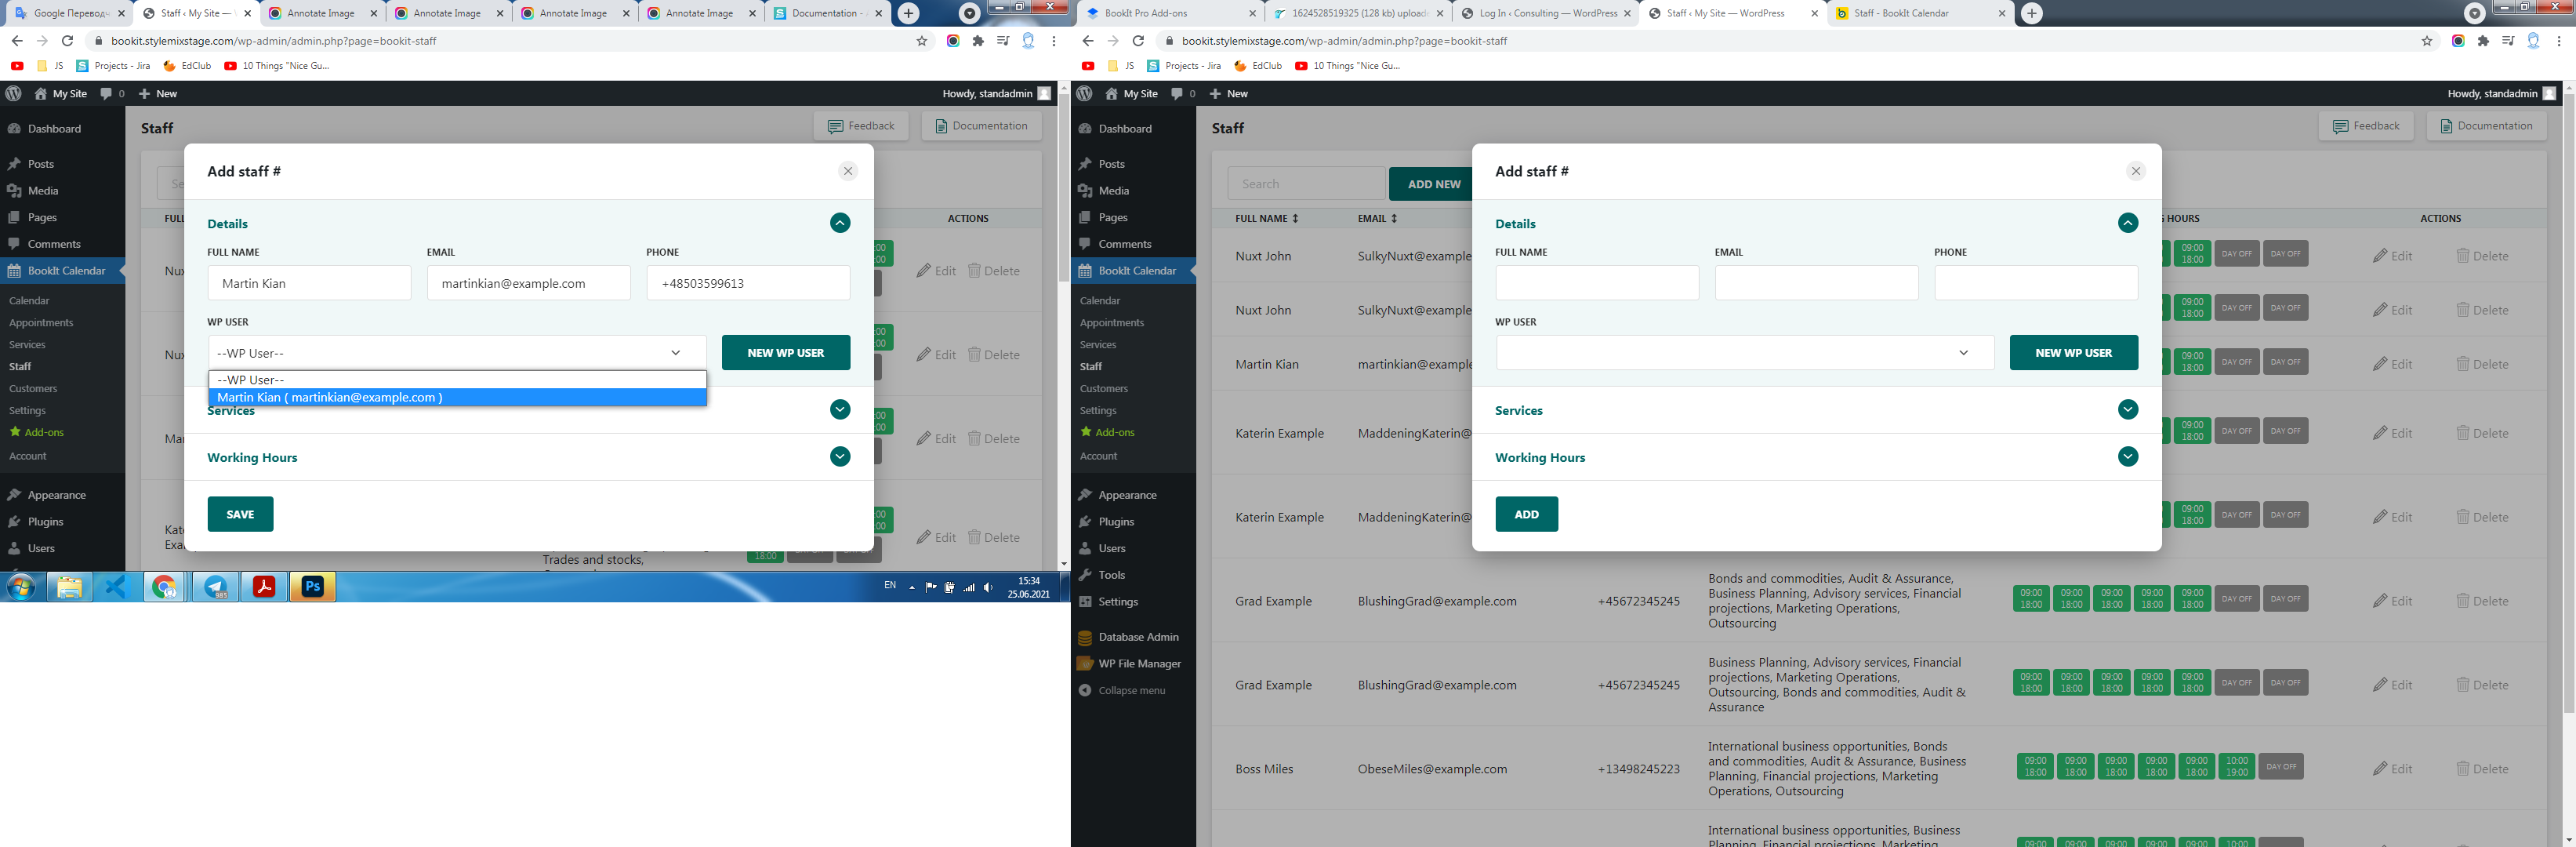 Google Переводч
Staff ‹ My Site — 
Annotate Image
Annotate Image
Annotate Image
Annotate Image
Documentation -
bookit.stylemixstage.com/wp-admin/admin.php?page=bookit-staff
JS
Projects - Jira
EdClub
10 Things "Nice Gu...
My Site
0
New
Howdy, standadmin
Dashboard
Posts
Media
Pages
Comments
BookIt Calendar
Calendar
Appointments
Services
Staff
Customers
Settings
Add-ons
Account
Appearance
Plugins
Users
Staff
Feedback
Documentation
Se
FUL
ACTIONS
Nux
Edit
Delete
Nux
Edit
Delete
Mar
Edit
Delete
Kate
Exa
Edit
Delete
Trades and stocks,
18:00
Add staff #
Details
FULL NAME
EMAIL
PHONE
Martin Kian
martinkian@example.com
+48503599613
WP USER
--WP User--
NEW WP USER
--WP User--
Martin Kian ( martinkian@example.com )
Services
Working Hours
SAVE
985
Ps
EN
15:34
25.06.2021
BookIt Pro Add-ons
1624528519325 (128 kb) upload
Log In ‹ Consulting — WordPress
Staff ‹ My Site — WordPress
Staff - BookIt Calendar
bookit.stylemixstage.com/wp-admin/admin.php?page=bookit-staff
JS
Projects - Jira
EdClub
10 Things "Nice Gu...
My Site
0
New
Howdy, standadmin
Dashboard
Posts
Media
Pages
Comments
BookIt Calendar
Calendar
Appointments
Services
Staff
Customers
Settings
Add-ons
Account
Appearance
Plugins
Users
Tools
Settings
Database Admin
WP File Manager
Collapse menu
Staff
Feedback
Documentation
Search
ADD NEW
FULL NAME
EMAIL
HOURS
ACTIONS
Nuxt John
SulkyNuxt@example
09:00
18:00
DAY OFF
DAY OFF
Edit
Delete
Nuxt John
SulkyNuxt@example
09:00
18:00
DAY OFF
DAY OFF
Edit
Delete
Martin Kian
martinkian@example
09:00
18:00
DAY OFF
DAY OFF
Edit
Delete
Katerin Example
MaddeningKaterin@
09:00
18:00
DAY OFF
DAY OFF
Edit
Delete
Katerin Example
MaddeningKaterin@
09:00
18:00
DAY OFF
DAY OFF
Edit
Delete
Add staff #
Details
FULL NAME
EMAIL
PHONE
WP USER
NEW WP USER
Services
Working Hours
ADD
Grad Example
BlushingGrad@example.com
+45672345245
Bonds and commodities, Audit & Assurance,
Business Planning, Advisory services, Financial
projections, Marketing Operations,
Outsourcing
09:00 09:00 09:00 09:00 09:00
18:00 18:00 18:00 18:00 18:00
DAY OFF
DAY OFF
Edit
Delete
Grad Example
BlushingGrad@example.com
+45672345245
Business Planning, Advisory services, Financial
projections, Marketing Operations,
Outsourcing, Bonds and commodities, Audit &
Assurance
09:00 09:00 09:00 09:00 09:00
18:00 18:00 18:00 18:00 18:00
DAY OFF
DAY OFF
Edit
Delete
Boss Miles
ObeseMiles@example.com
+13498245223
International business opportunities, Bonds
and commodities, Audit & Assurance, Business
Planning, Financial projections, Marketing
Operations, Outsourcing
09:00 09:00 09:00 09:00 09:00 10:00
18:00 18:00 18:00 18:00 18:00 19:00
DAY OFF
Edit
Delete
International business opportunities, Business
Planning, Financial projections, Marketing
09:00 09:00 09:00 09:00 09:00 10:00